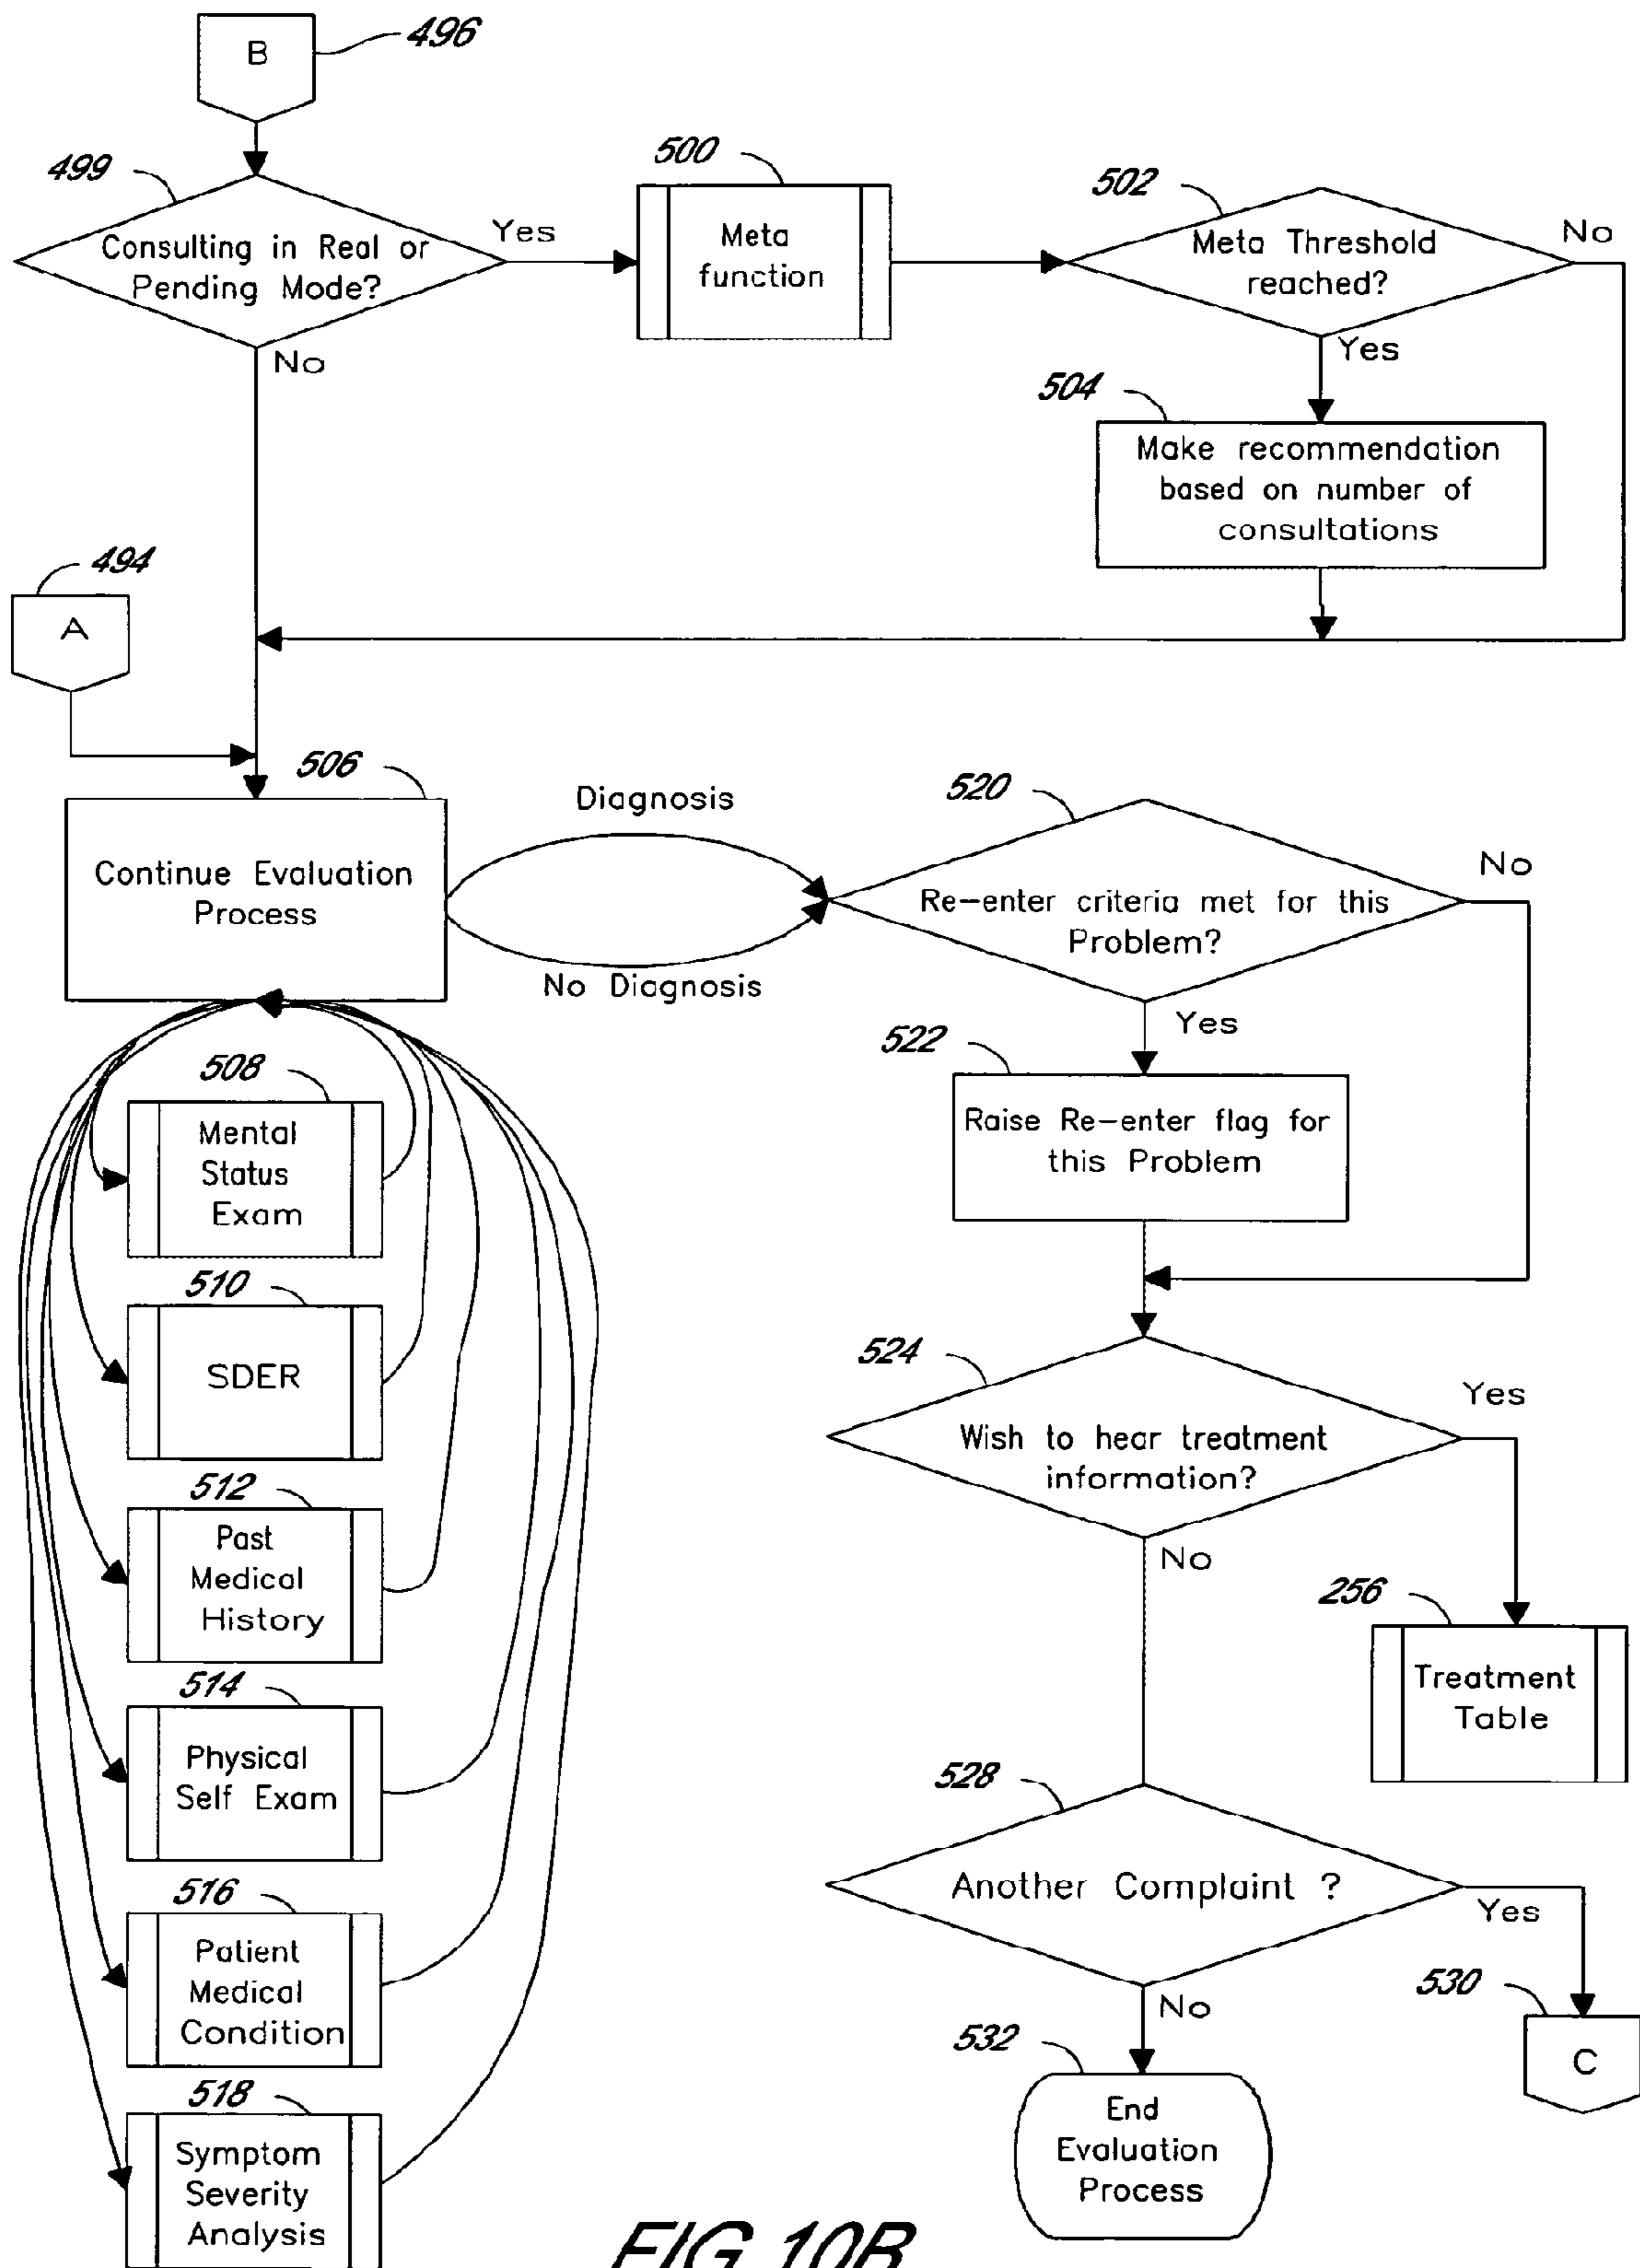 B
496
499
Consulting in Real or
Pending Mode?
Yes
No
500
Meta
function
502
Meta Threshold
reached?
No
Yes
504
Make recommendation
based on number of
consultations
494
A
506
Continue Evaluation
Process
Diagnosis
No Diagnosis
520
Re-enter criteria met for this
Problem?
No
Yes
522
Raise Re-enter flag for
this Problem
508
Mental
Status
Exam
510
SDER
512
Past
Medical
History
514
Physical
Self Exam
516
Patient
Medical
Condition
518
Symptom
Severity
Analysis
524
Wish to hear treatment
information?
Yes
No
256
Treatment
Table
528
Another Complaint ?
Yes
No
530
C
532
End
Evaluation
Process
FIG 10B